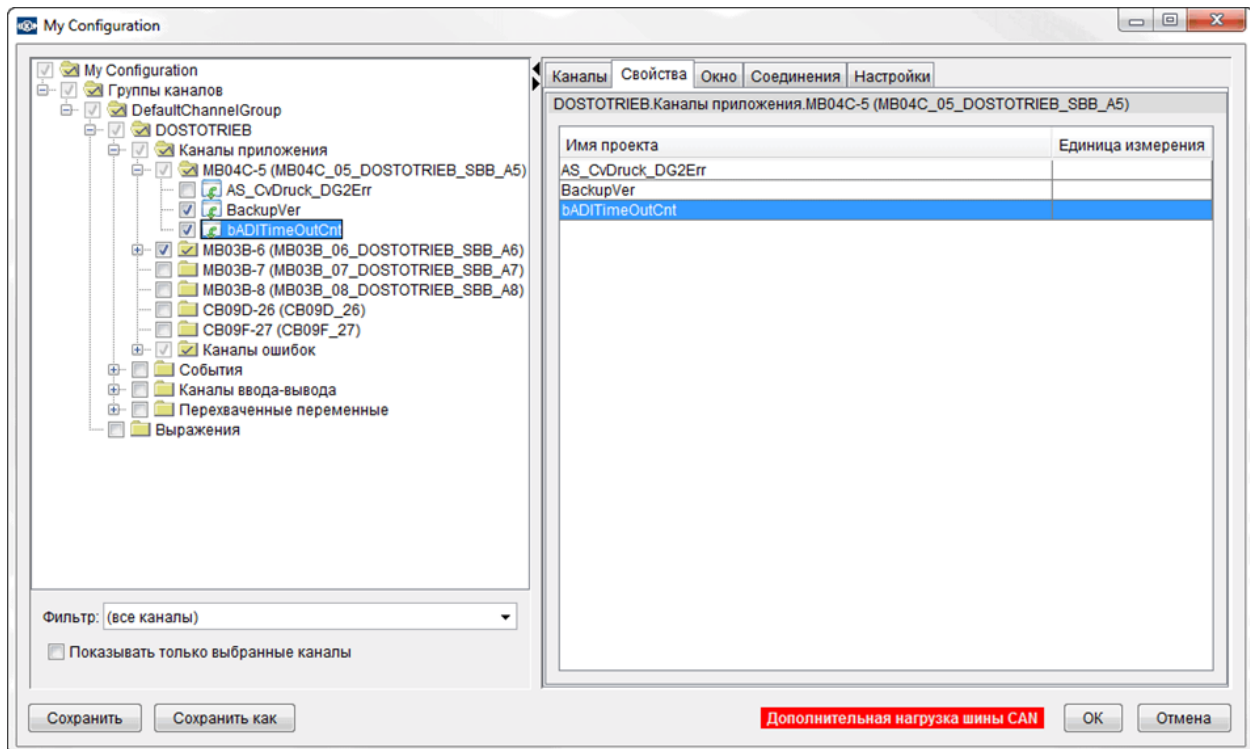 My Configuration
My Configuration
Группы каналов
DefaultChannelGroup
DOSTOTRIEB
Каналы приложения
MB04C-5 (MB04C_05_DOSTOTRIEB_SBB_A5)
AS_CvDruck_DG2Err
BackupVer
bADITimeOutCnt
MB03B-6 (MB03B_06_DOSTOTRIEB_SBB_A6)
MB03B-7 (MB03B_07_DOSTOTRIEB_SBB_A7)
MB03B-8 (MB03B_08_DOSTOTRIEB_SBB_A8)
CB09D-26 (CB09D_26)
CB09F-27 (CB09F_27)
Каналы ошибок
События
Каналы ввода-вывода
Перехваченные переменные
Выражения
Фильтр: (все каналы)
Показывать только выбранные каналы
Каналы Свойства Окно Соединения Настройки
DOSTOTRIEB.Каналы приложения.MB04C-5 (MB04C_05_DOSTOTRIEB_SBB_A5)
Имя проекта Единица измерения
AS_CvDruck_DG2Err
BackupVer
bADITimeOutCnt
Сохранить Сохранить как Дополнительная нагрузка шины CAN OK Отмена